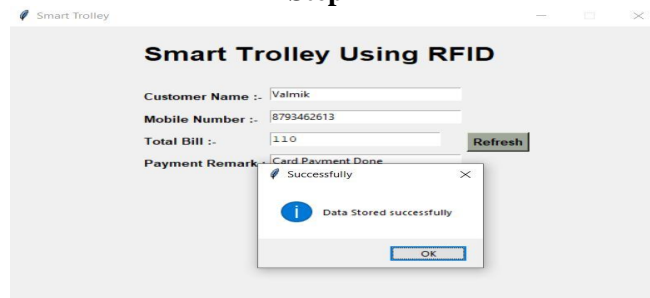 Smart Trolley
Smart Trolley Using RFID
Customer Name :- Valmik
Mobile Number :- 8793462613
Total Bill :- 110 Refresh
Payment Remark : Card Payment Done
Successfully
Data Stored successfully
OK